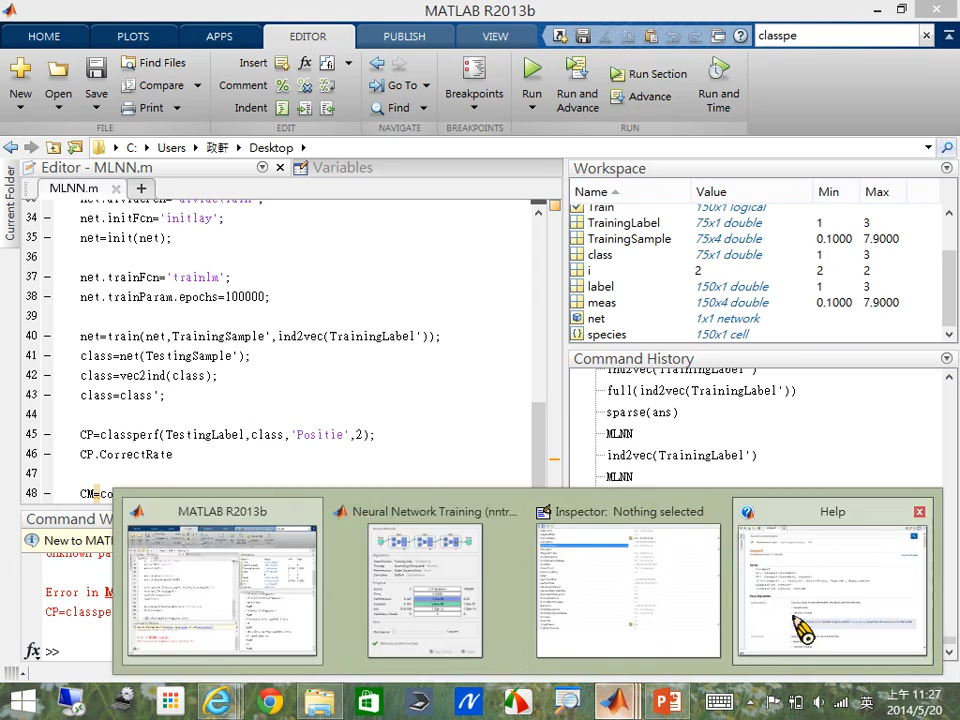 MATLAB R2013b
HOME PLOTS APPS EDITOR PUBLISH VIEW classpe
New Open Save Find Files Compare Print
FILE
Insert fx
Comment
Indent
EDIT
Go To
Find
NAVIGATE
Breakpoints
BREAKPOINTS
Run Run and Advance Run Section Advance Run and Time
RUN
C: Users 政軒 Desktop
Current Folder
Editor - MLNN.m Variables
MLNN.m
34 net.initFcn='initlay';
35 net=init(net);
36
37 net.trainFcn='trainlm';
38 net.trainParam.epochs=100000;
39
40 net=train(net,TrainingSample',ind2vec(TrainingLabel'));
41 class=net(TestingSample');
42 class=vec2ind(class);
43 class=class';
44
45 CP=classperf(TestingLabel,class,'Positie',2);
46 CP.CorrectRate
47
48 CM=co
Workspace
Name Value Min Max
Train 150x1 logical
TrainingLabel 75x1 double 1 3
TrainingSample 75x4 double 0.1000 7.9000
class 75x1 double 1 3
i 2 2 2
label 150x1 double 1 3
meas 150x4 double 0.1000 7.9000
net 1x1 network
species 150x1 cell
Command History
ind2vec(TrainingLabel')
full(ind2vec(TrainingLabel'))
sparse(ans)
MLNN
ind2vec(TrainingLabel')
MLNN
Command W
New to MAT
Error in M
CP=classpe
fx >>
MATLAB R2013b
Neural Network Training (nntr...
Inspector: Nothing selected
Help
英
上午 11:27
2014/5/20